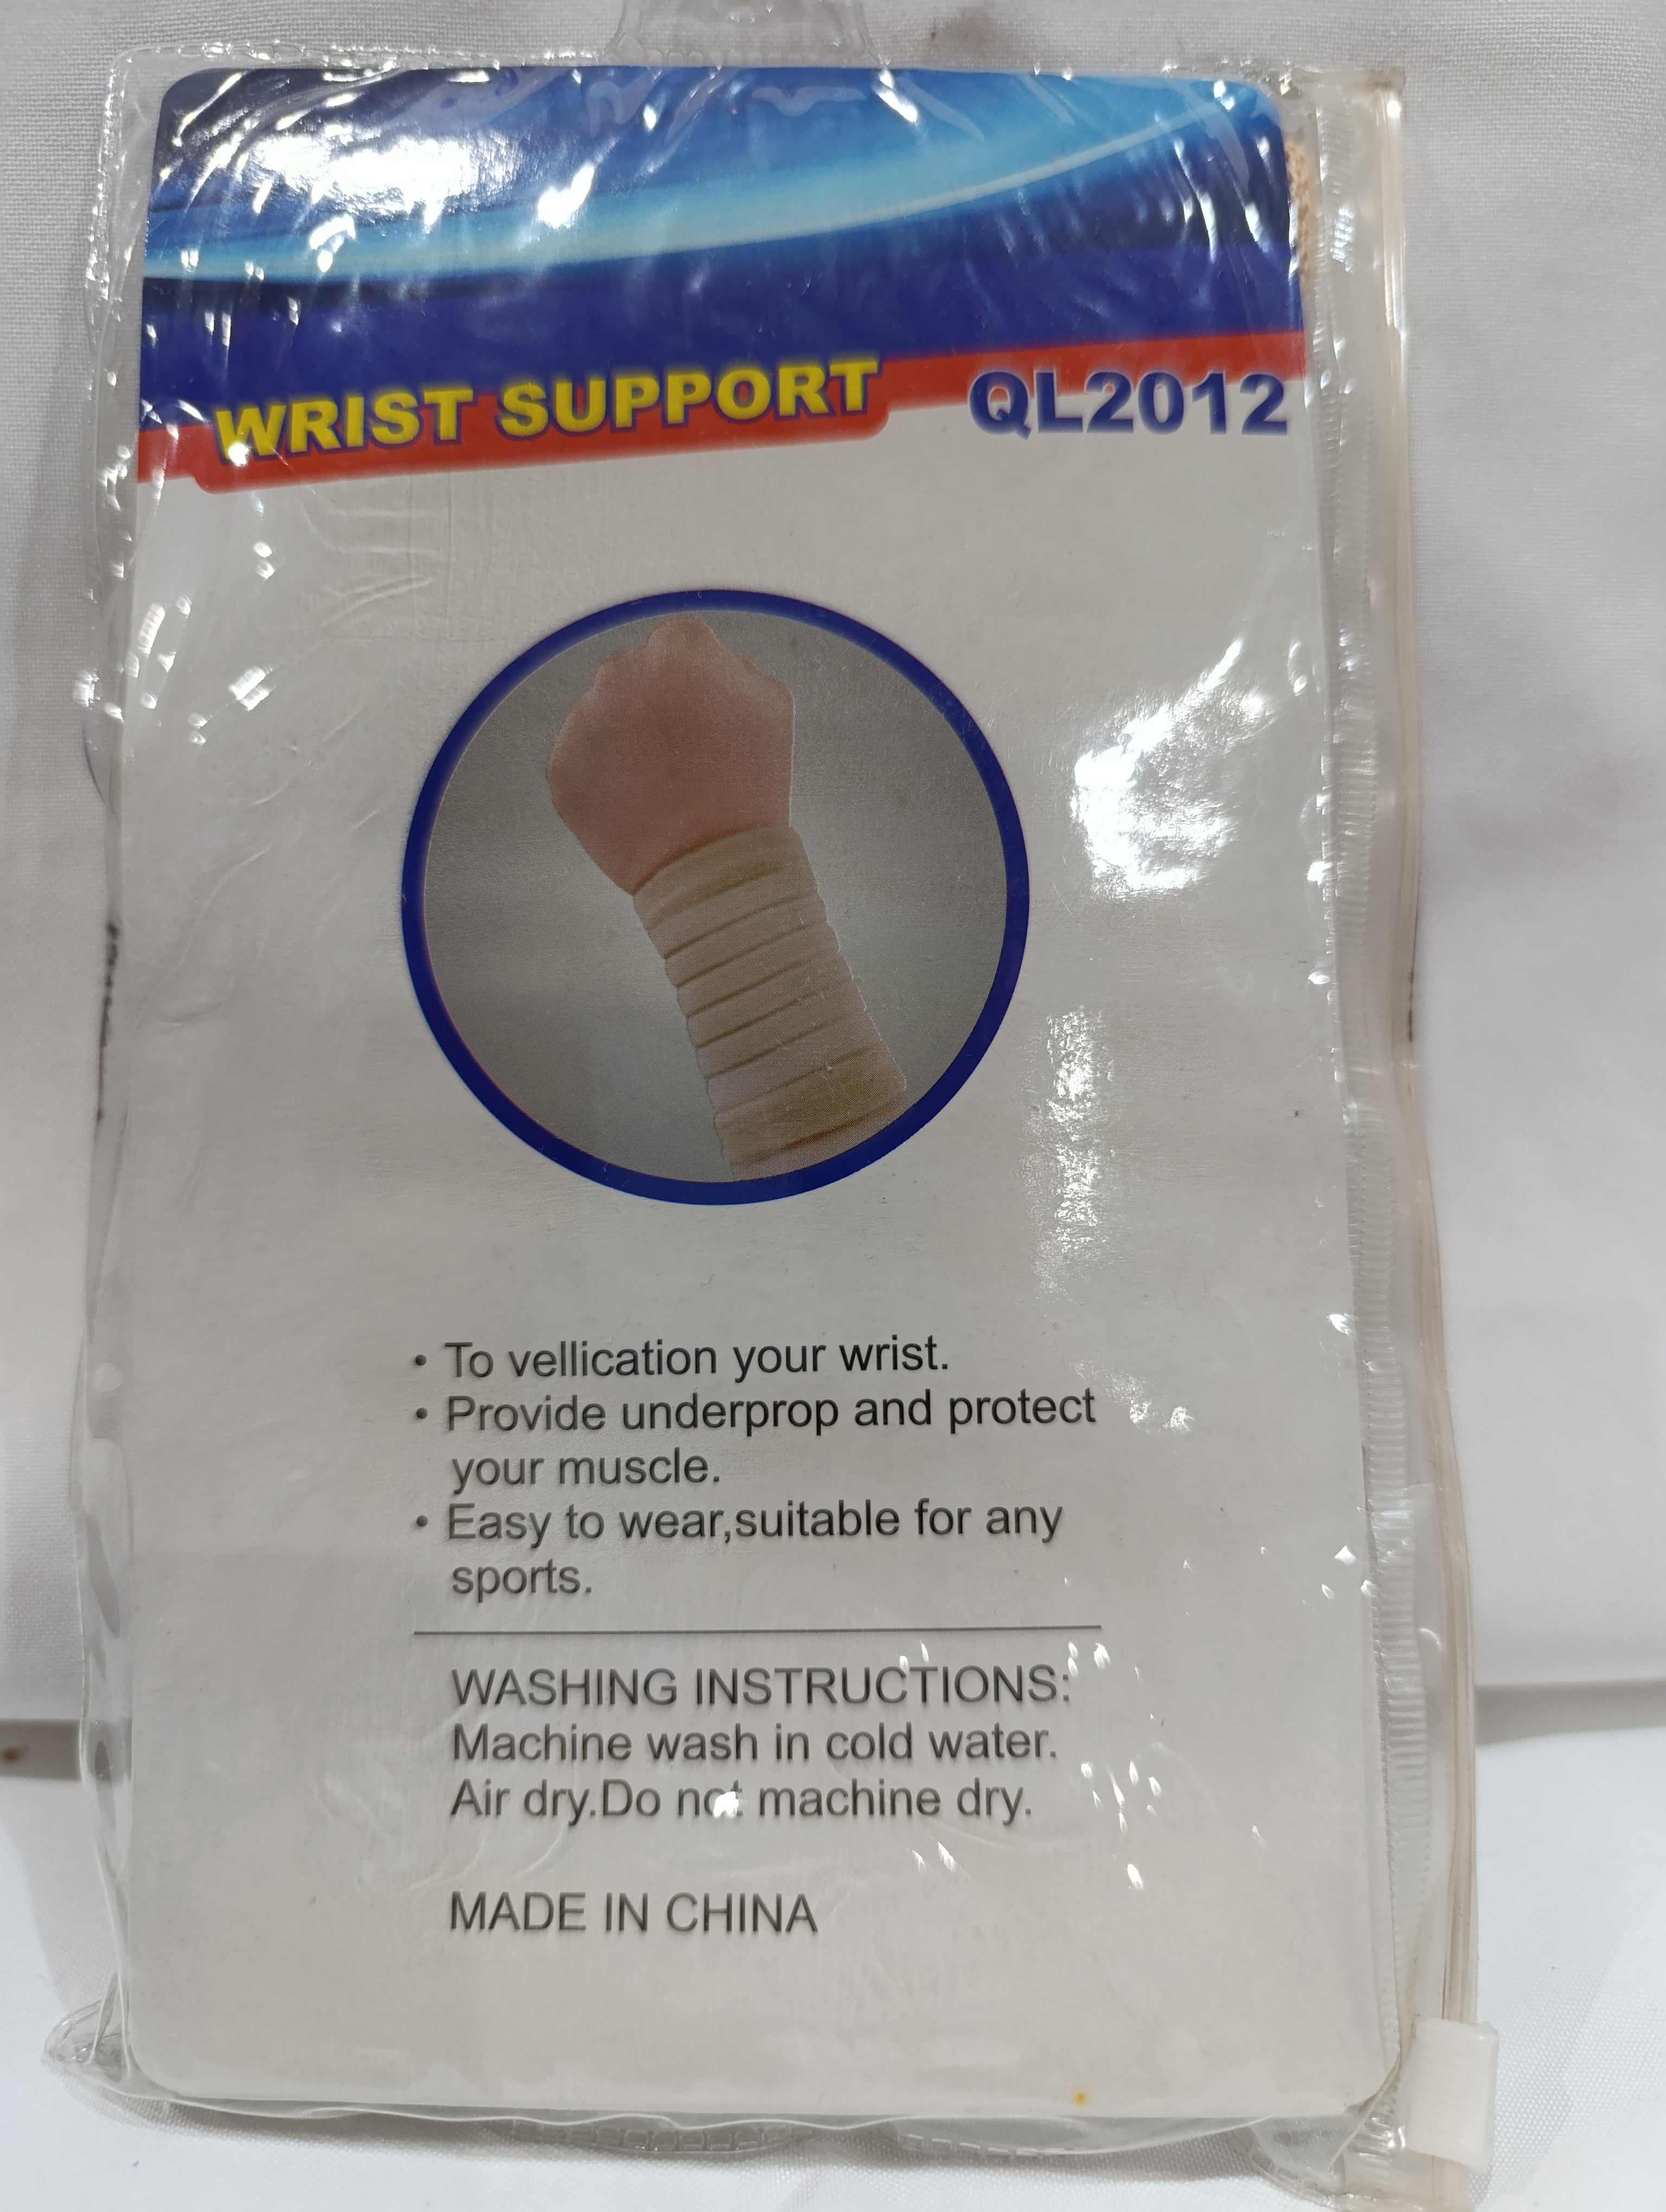 WRIST SUPPORT QL2012
• To vellication your wrist.
• Provide underprop and protect
your muscle.
• Easy to wear,suitable for any
sports.
WASHING INSTRUCTIONS:
Machine wash in cold water.
Air dry.Do not machine dry.
MADE IN CHINA